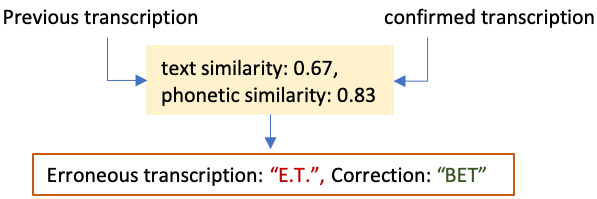 Previous transcription
confirmed transcription
text similarity: 0.67,
phonetic similarity: 0.83
Erroneous transcription: “E.T.”, Correction: “BET”